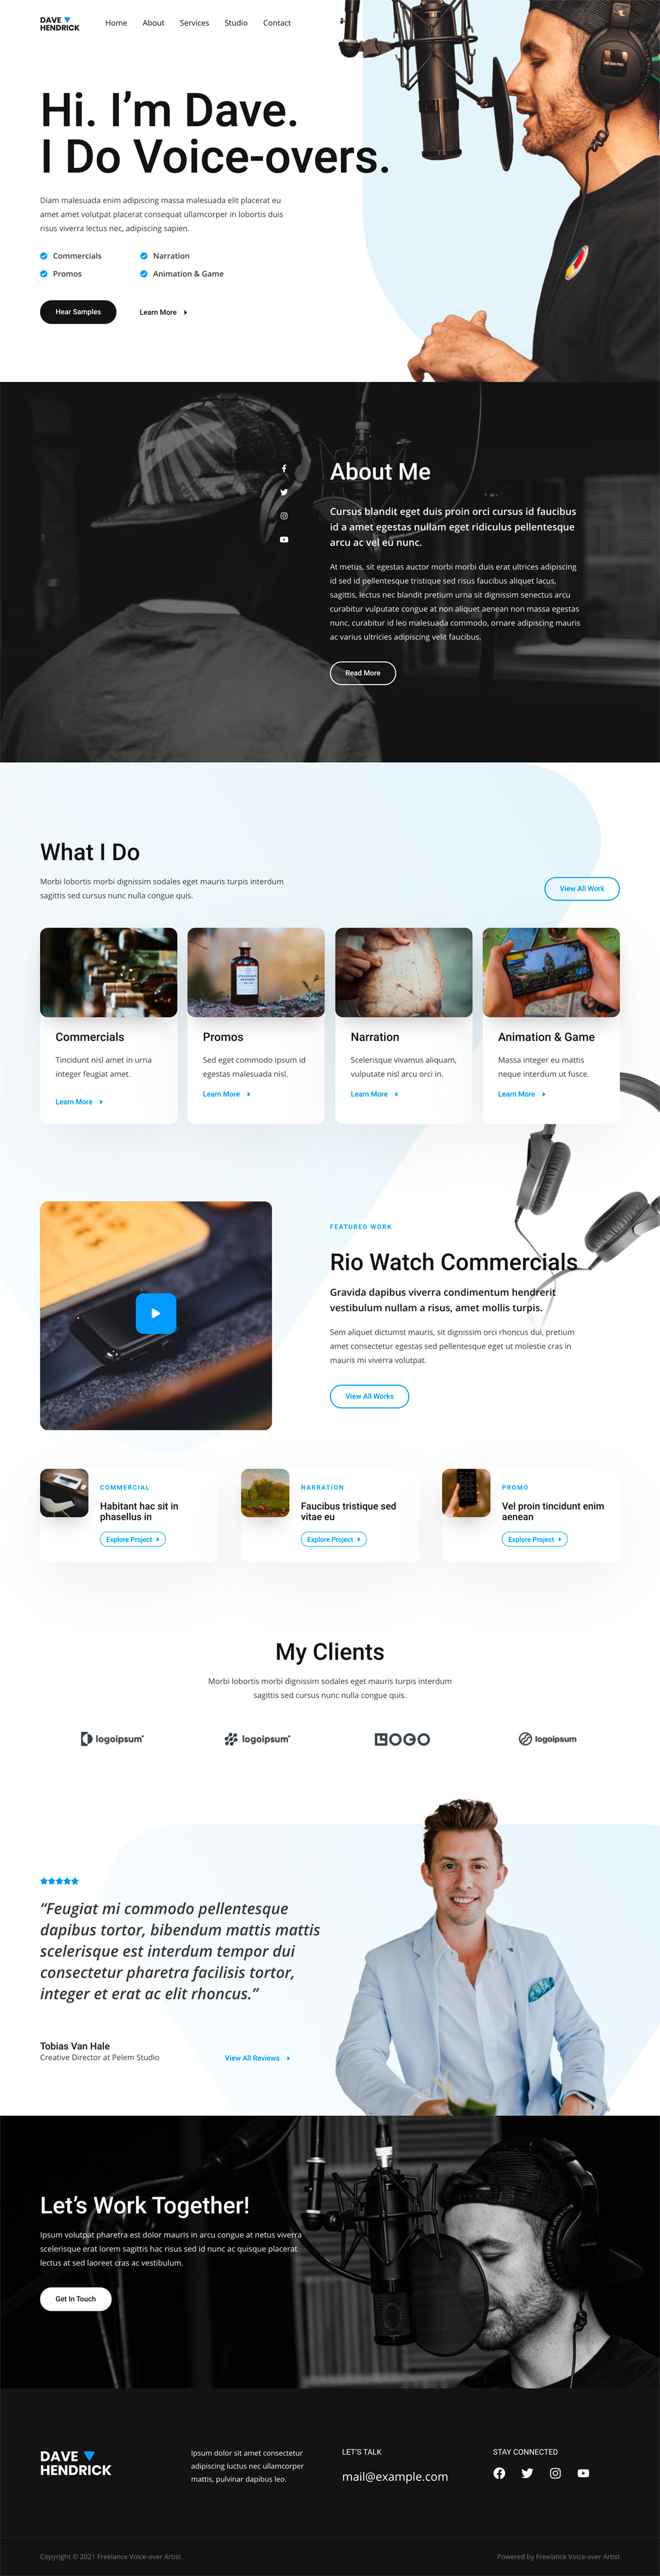 DAVE
HENDRICK
Home About Services Studio Contact
Hi. I’m Dave.
I Do Voice-overs.
Diam malesuada enim adipiscing massa malesuada elit placerat eu
amet amet volutpat placerat consequat ullamcorper in lobortis duis
risus viverra lectus nec, adipiscing sapien.
Commercials Narration
Promos Animation & Game
Hear Samples Learn More
About Me
Cursus blandit eget duis proin orci cursus id faucibus
id a amet egestas nullam eget ridiculus pellentesque
arcu ac vel eu nunc.
At metus, sit egestas auctor morbi morbi duis erat ultrices adipiscing
id sed id pellentesque tristique sed risus faucibus aliquet lacus,
sagittis, lectus nec blandit pretium urna sit dignissim senectus arcu
curabitur vulputate congue at non aliquet aenean non massa egestas
nunc, curabitur id leo malesuada commodo, ornare adipiscing mauris
ac varius ultricies adipiscing velit faucibus.
Read More
What I Do
Morbi lobortis morbi dignissim sodales eget mauris turpis interdum
sagittis sed cursus nunc nulla congue quis.
View All Work
Commercials
Tincidunt nisl amet in urna
integer feugiat amet.
Learn More
Promos
Sed eget commodo ipsum id
egestas malesuada nisl.
Learn More
Narration
Scelerisque vivamus aliquam,
vulputate nisl arcu orci in.
Learn More
Animation & Game
Massa integer eu mattis
neque interdum ut fusce.
Learn More
FEATURED WORK
Rio Watch Commercials
Gravida dapibus viverra condimentum hendrerit
vestibulum nullam a risus, amet mollis turpis.
Sem aliquet dictumst mauris, sit dignissim orci rhoncus dui, pretium
amet consectetur egestas sed pellentesque eget ut molestie cras in
mauris mi viverra volutpat.
View All Works
COMMERCIAL
Habitant hac sit in
phasellus in
Explore Project
NARRATION
Faucibus tristique sed
vitae eu
Explore Project
PROMO
Vel proin tincidunt enim
aenean
Explore Project
My Clients
Morbi lobortis morbi dignissim sodales eget mauris turpis interdum
sagittis sed cursus nunc nulla congue quis.
logoipsum logoipsum LOGO logoipsum
“Feugiat mi commodo pellentesque
dapibus tortor, bibendum mattis mattis
scelerisque est interdum tempor dui
consectetur pharetra facilisis tortor,
integer et erat ac elit rhoncus.”
Tobias Van Hale
Creative Director at Pelem Studio
View All Reviews
Let’s Work Together!
Ipsum volutpat pharetra est dolor mauris in arcu congue at netus viverra
scelerisque erat lorem sagittis hac risus sed id nunc ac quisque placerat
lectus at sed laoreet cras ac vestibulum.
Get In Touch
DAVE
HENDRICK
Ipsum dolor sit amet consectetur
adipiscing luctus nec ullamcorper
mattis, pulvinar dapibus leo.
LET’S TALK
mail@example.com
STAY CONNECTED
Copyright © 2021 Freelance Voice-over Artist
Powered by Freelance Voice-over Artist